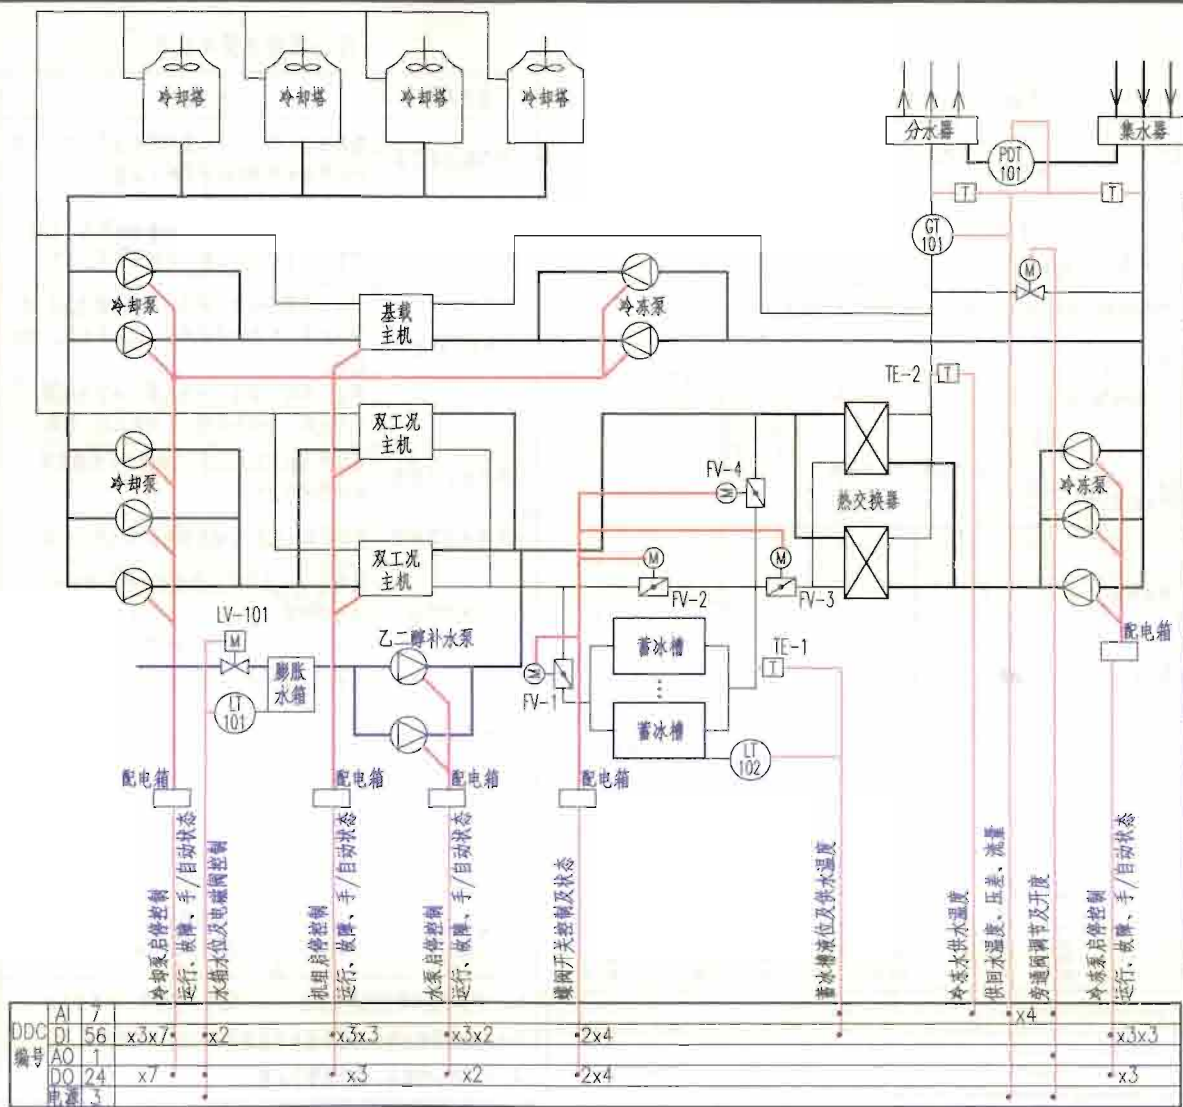 冷却塔
冷却塔
冷却塔
冷却塔
分水器
集水器
PDT
101
T
T
GT
101
M
冷却泵
基载
主机
冷冻泵
TE-2
T
双工况
主机
冷却泵
FV-4
M
热交换器
冷冻泵
双工况
主机
M
FV-2
M
FV-3
LV-101
M
乙二醇补水泵
配电箱
膨胀
水箱
LT
101
M
FV-1
蓄冰槽
蓄冰槽
TE-1
T
LT
102
配电箱
配电箱
配电箱
配电箱
冷却泵启停控制
运行、故障、手/自动状态
水箱水位及电磁阀控制
机组启停控制
运行、故障、手/自动状态
水泵启停控制
运行、故障、手/自动状态
蝶阀开关控制及状态
蓄冰槽液位及供水温度
冷冻水供水温度
供回水温度、压差、流量
旁通阀调节及开度
冷冻泵启停控制
运行、故障、手/自动状态
DDC
编号
AI 7 x4
DI 56 x3x7 x2 x3x3 x3x2 2x4 x3x3
AO 1
DO 24 x7 x3 x2 2x4 x3
电源 3